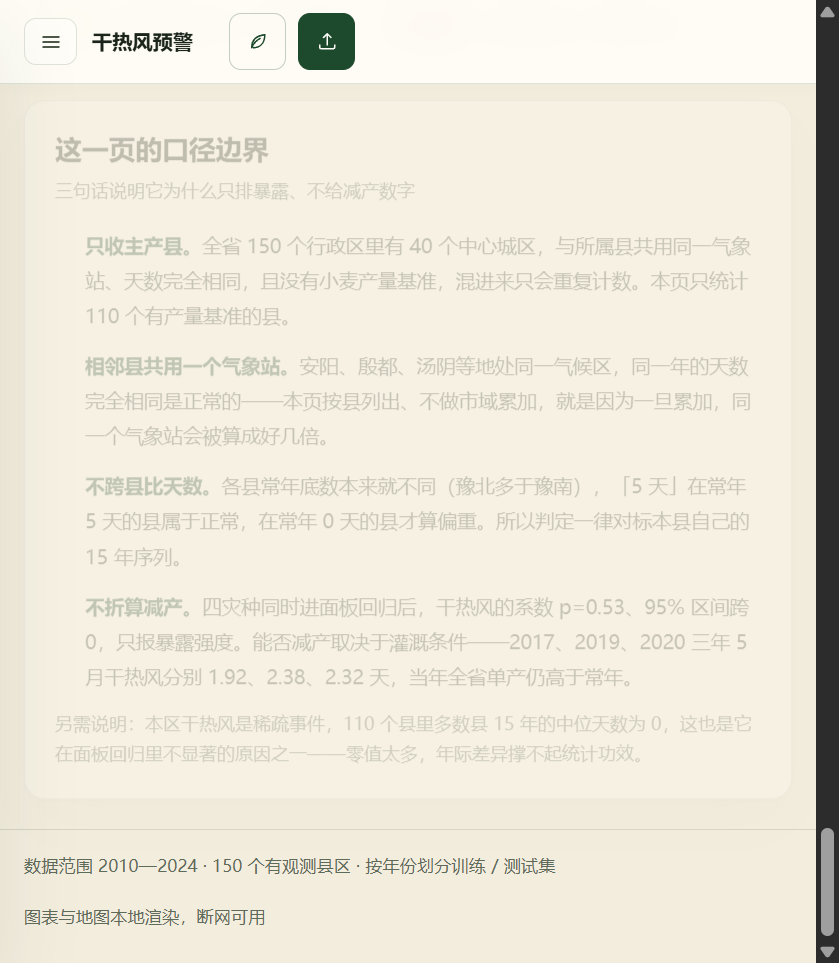 干热风预警
这一页的口径边界
三句话说明它为什么只排暴露、不给减产数字
只收主产县。全省 150 个行政区里有 40 个中心城区，与所属县共用同一气象
站、天数完全相同，且没有小麦产量基准，混进来只会重复计数。本页只统计
110 个有产量基准的县。
相邻县共用一个气象站。安阳、殷都、汤阴等地处同一气候区，同一年的天数
完全相同是正常的——本页按县列出、不做市域累加，就是因为一旦累加，同
一个气象站会被算成好几倍。
不跨县比天数。各县常年底数本来就不同（豫北多于豫南），「5 天」在常年
5 天的县属于正常，在常年 0 天的县才算偏重。所以判定一律对标本县自己的
15 年序列。
不折算减产。四灾种同时进面板回归后，干热风的系数 p=0.53、95% 区间跨
0，只报暴露强度。能否减产取决于灌溉条件——2017、2019、2020 三年 5
月干热风分别 1.92、2.38、2.32 天，当年全省单产仍高于常年。
另需说明：本区干热风是稀疏事件，110 个县里多数县 15 年的中位天数为 0，这也是它
在面板回归里不显著的原因之一——零值太多，年际差异撑不起统计功效。
数据范围 2010—2024 · 150 个有观测县区 · 按年份划分训练 / 测试集
图表与地图本地渲染，断网可用